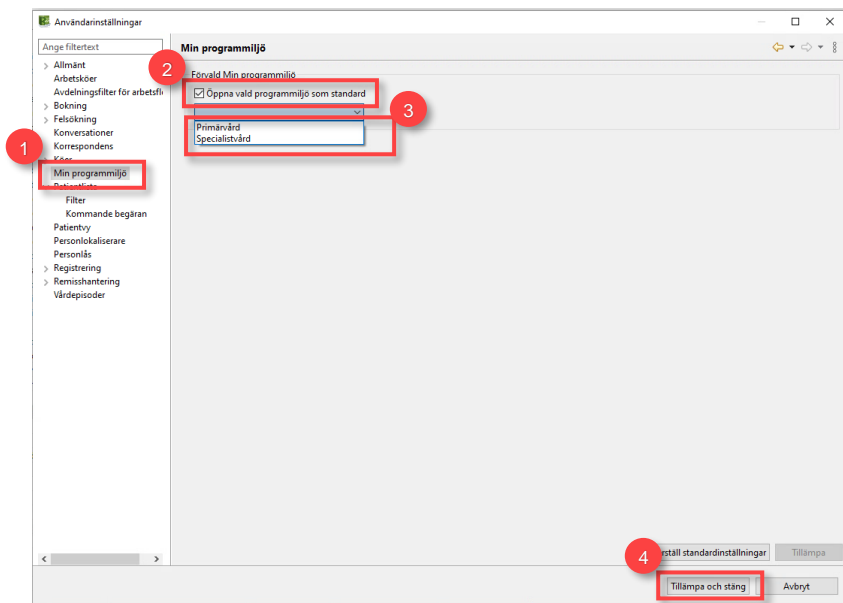 Användarinställningar
Ange filtertext
Allmänt
Arbetsköer
Avdelningsfilter för arbetsfl
Bokning
Felsökning
Konversationer
Korrespondens
Min programmiljö
Filter
Kommande begäran
Patientvy
Personlokaliserare
Personlås
Registrering
Remisshantering
Vårdepisoder
1
Min programmiljö
2
Förvald Min programmiljö
Öppna vald programmiljö som standard
3
Primärvård
Specialistvård
4
rställ standardinställningar
Tillämpa
Tillämpa och stäng
Avbryt